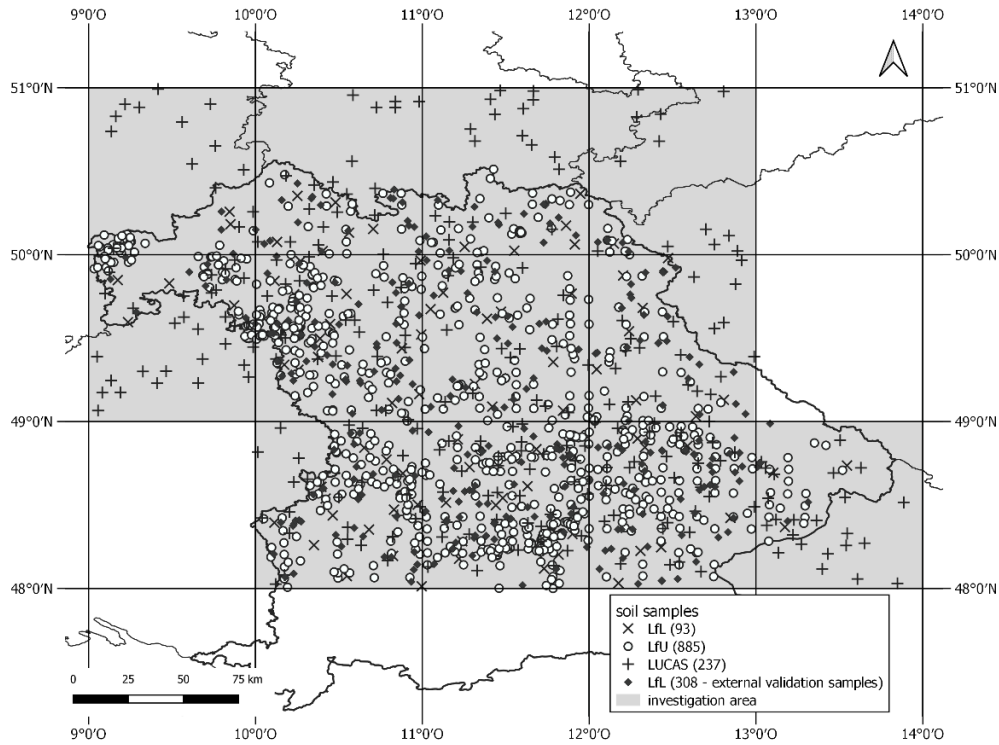 9°0'O 10°0'O 11°0'O 12°0'O 13°0'O 14°0'O
51°0'N 51°0'N
50°0'N 50°0'N
49°0'N 49°0'N
48°0'N 48°0'N
soil samples
LfL (93)
LfU (885)
LUCAS (237)
LfL (308 - external validation samples)
investigation area
0 25 50 75 km
9°0'O 10°0'O 11°0'O 12°0'O 13°0'O 14°0'O